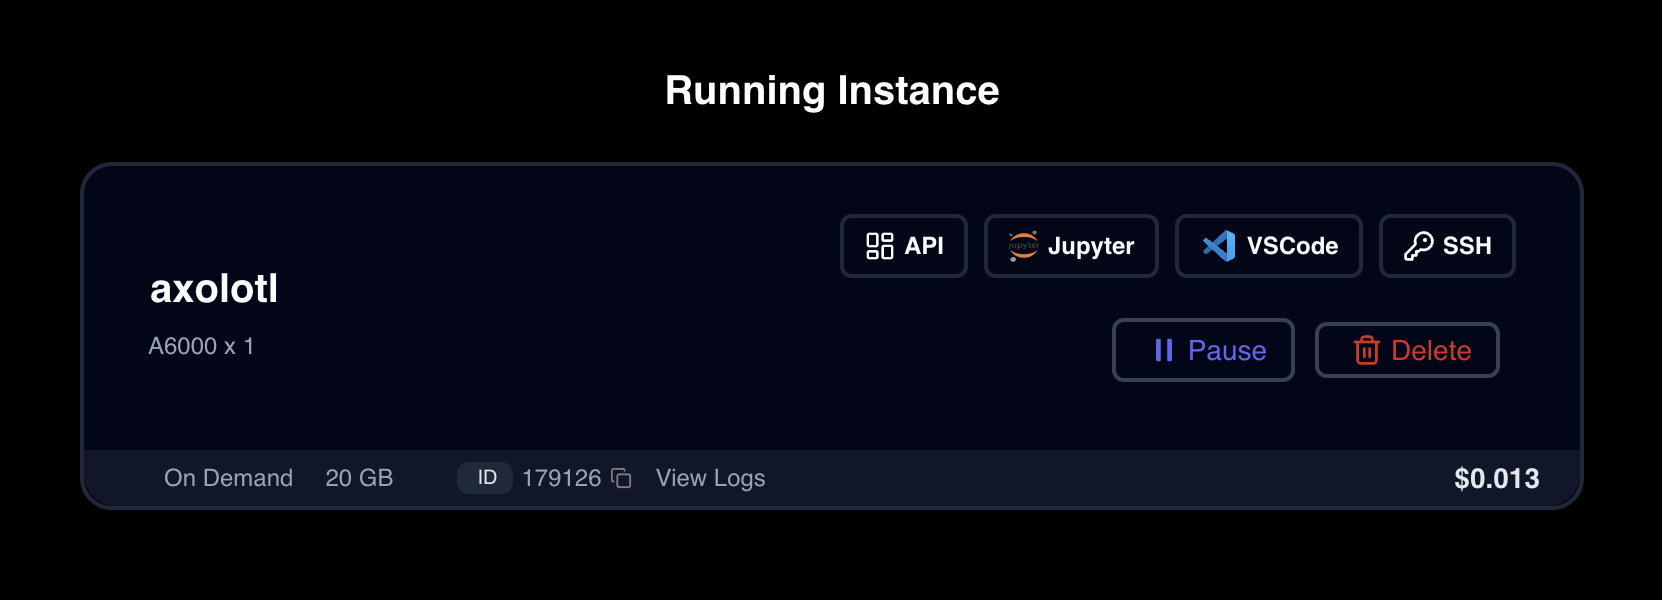 Running Instance
API Jupyter VSCode SSH
axolotl
A6000 x 1
Pause Delete
On Demand 20 GB ID 179126 View Logs $0.013